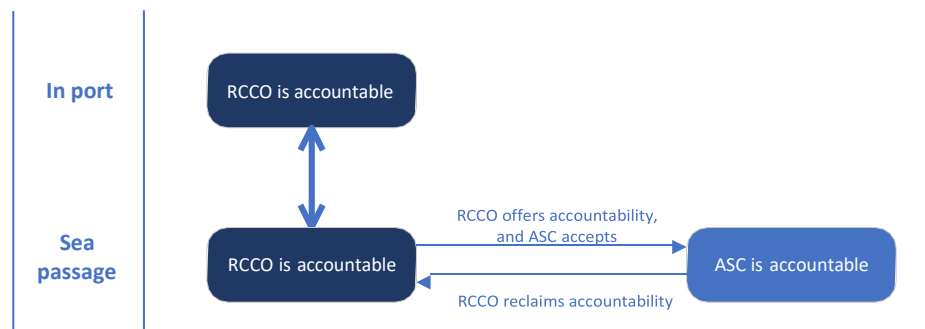 In port
RCCO is accountable
RCCO offers accountability,
and ASC accepts
Sea
passage
RCCO is accountable
ASC is accountable
RCCO reclaims accountability